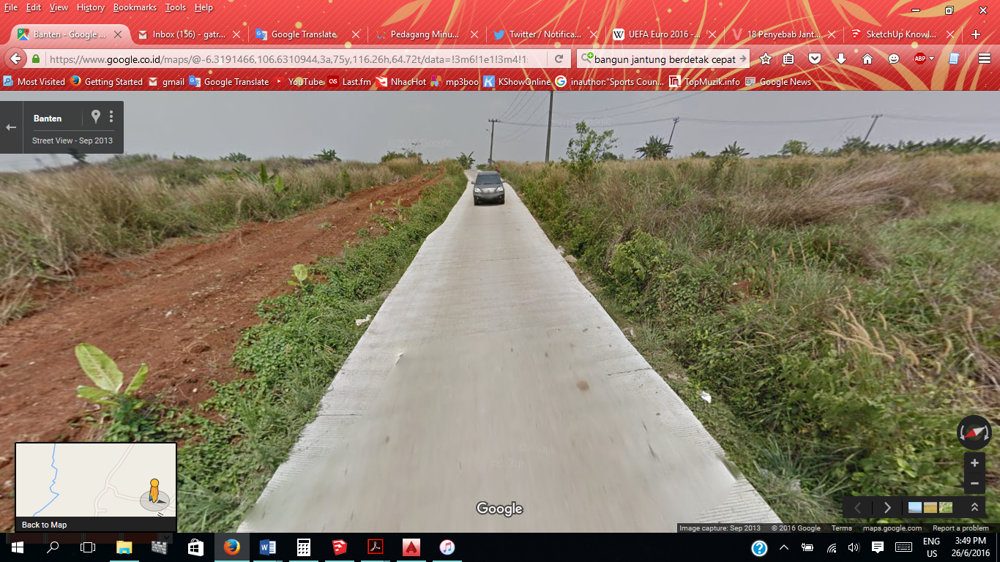 File Edit View History Bookmarks Tools Help
Banten - Google ... Inbox (156) - gatr... Google Translate Pedagang Minu... Twitter / Notifica... UEFA Euro 2016 -... 18 Penyebab Jant... SketchUp Knowl...
https://www.google.co.id/maps/@-6.3191466,106.6310944,3a,75y,116.26h,64.72t/data=!3m6!1e1!3m4!1s bangun jantung berdetak cepat ABP
Most Visited Getting Started gmail Google Translate YouTube Last.fm NhacHot mp3boo KShowOnline inauthor:"Sports Coun... TopMuzik.info Google News
Banten
Street View - Sep 2013
Back to Map
Google
Image capture: Sep 2013 © 2016 Google Terms maps.google.com Report a problem
ENG 3:49 PM
US 26/6/2016